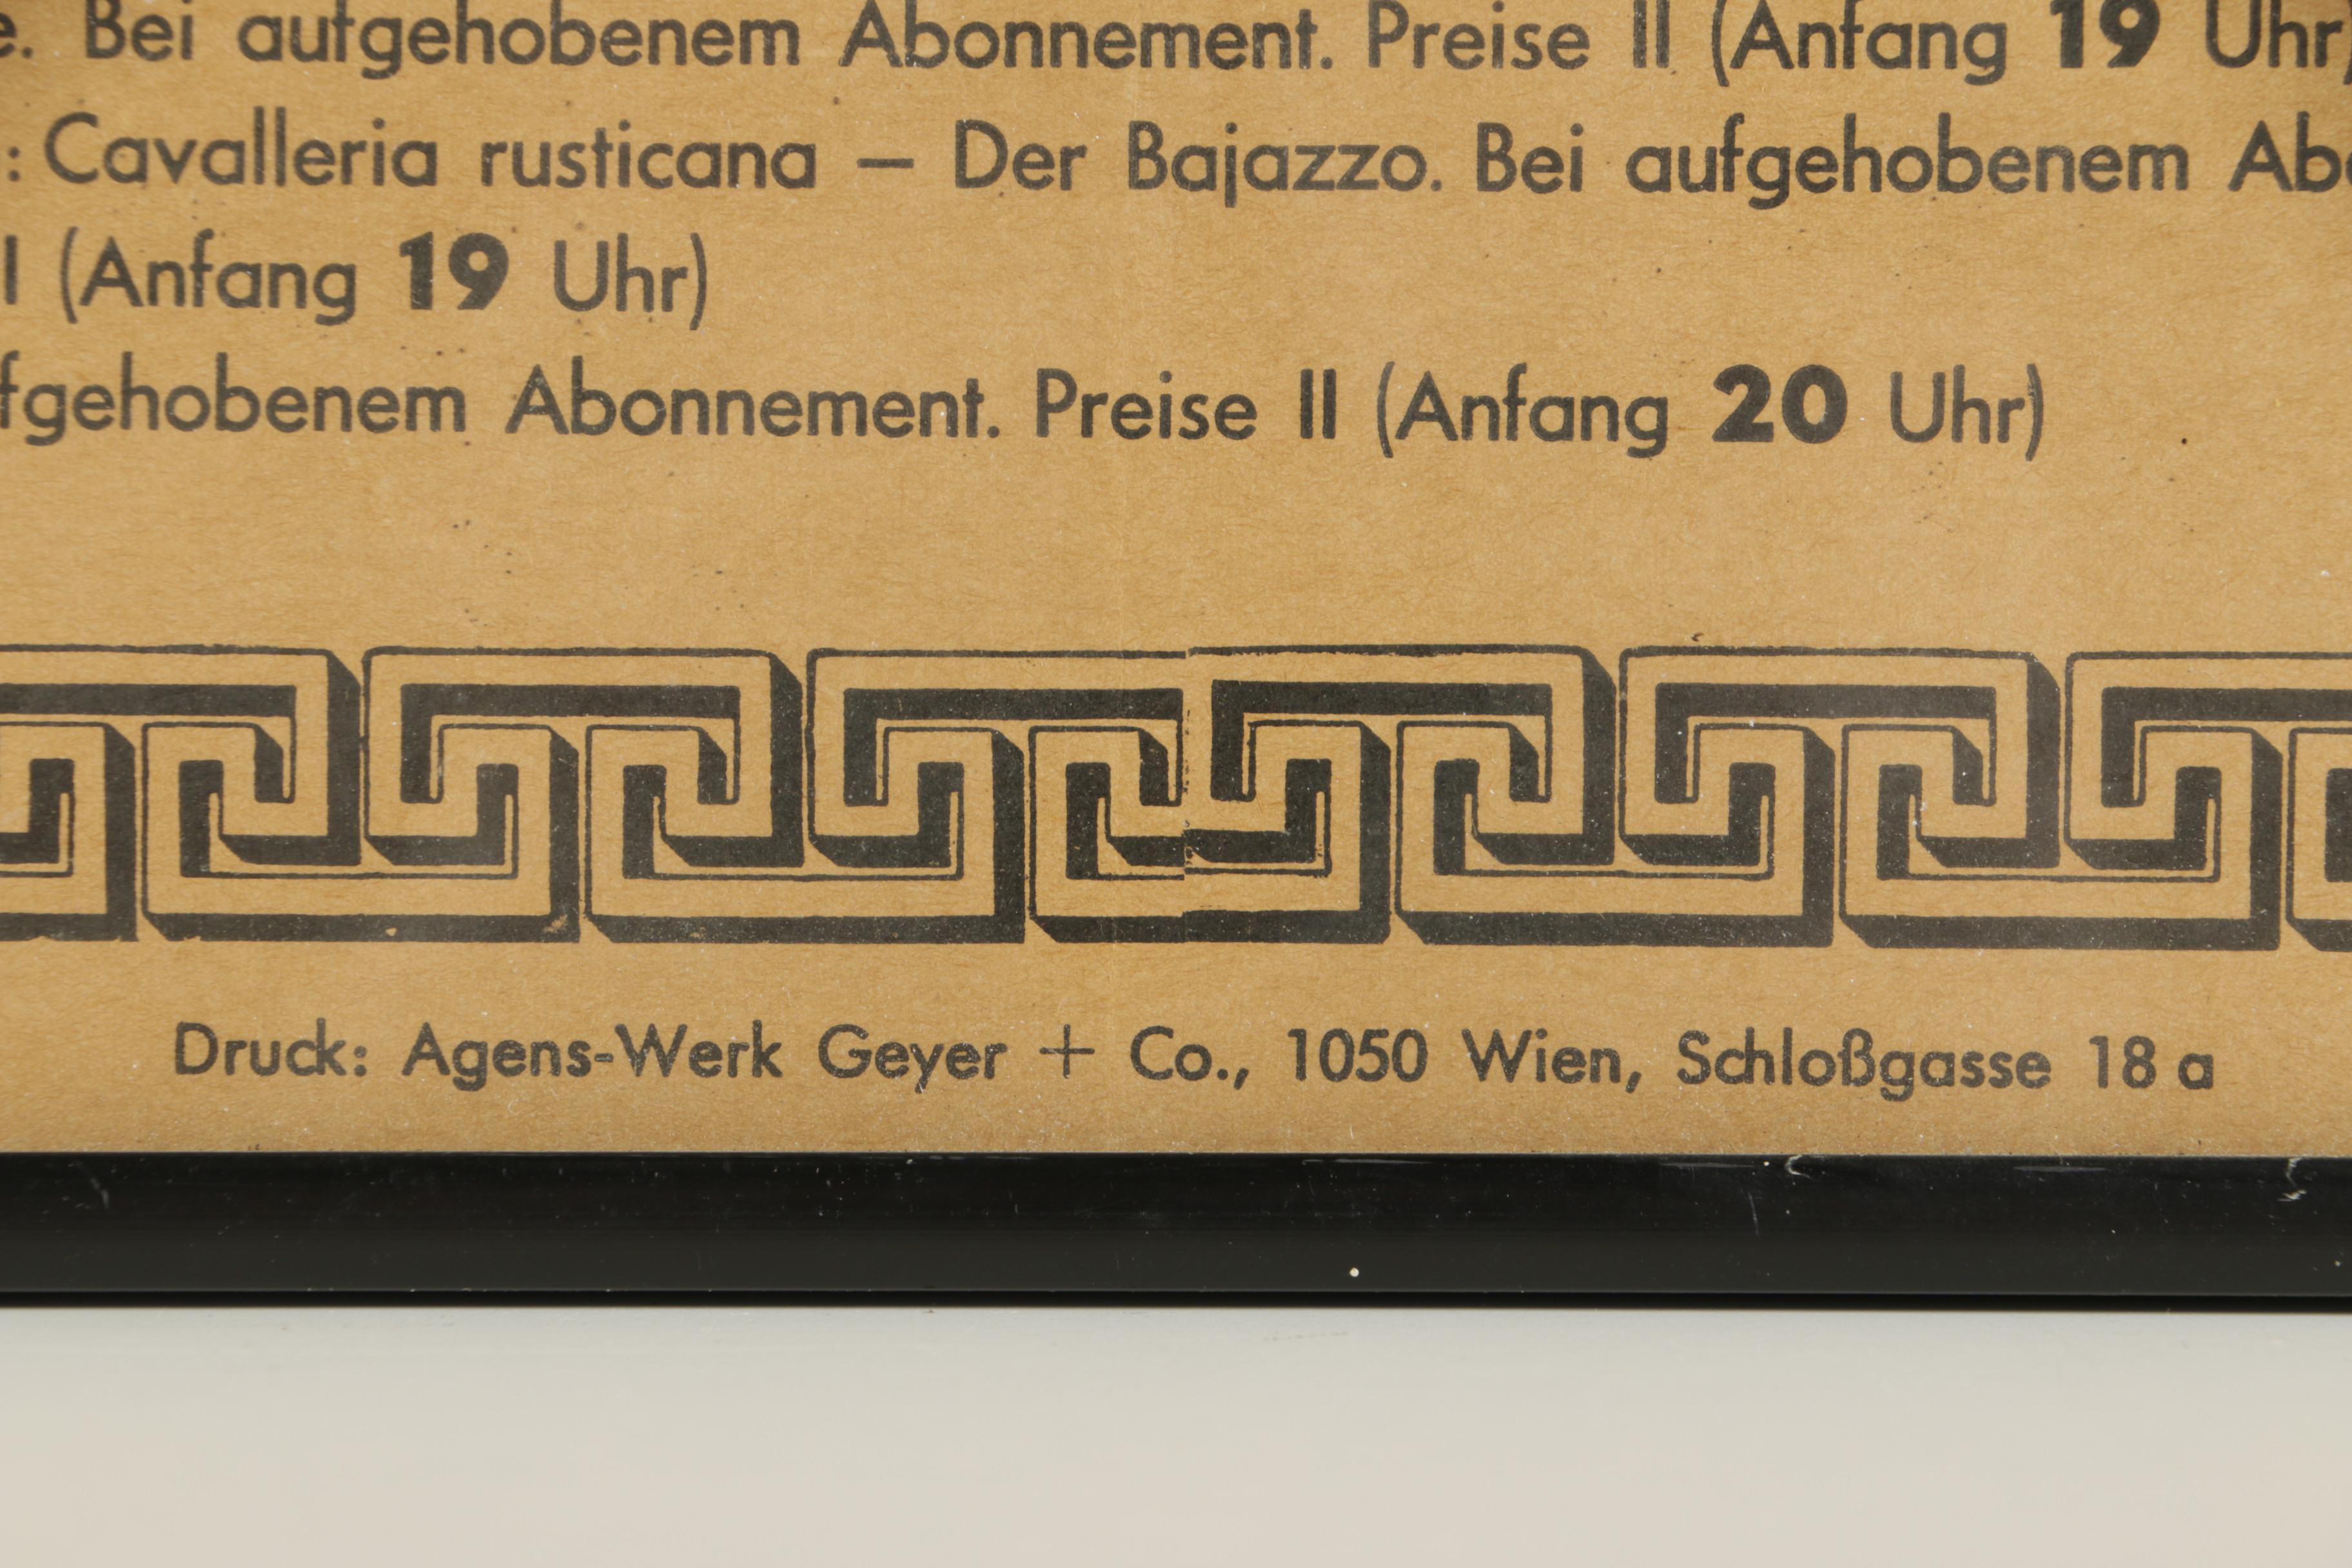 e. Bei aufgehobenem Abonnement. Preise II (Anfang 19 Uhr)
: Cavalleria rusticana – Der Bajazzo. Bei aufgehobenem Ab
I (Anfang 19 Uhr)
fgehobenem Abonnement. Preise II (Anfang 20 Uhr)
Druck: Agens-Werk Geyer + Co., 1050 Wien, Schloßgasse 18 a